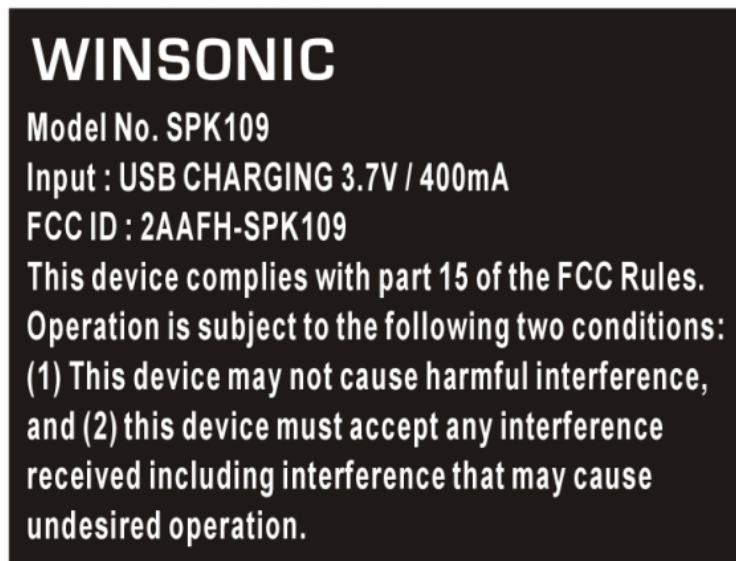 WINSONIC
Model No. SPK109
Input : USB CHARGING 3.7V / 400mA
FCC ID : 2AAFH-SPK109
This device complies with part 15 of the FCC Rules.
Operation is subject to the following two conditions:
(1) This device may not cause harmful interference,
and (2) this device must accept any interference
received including interference that may cause
undesired operation.